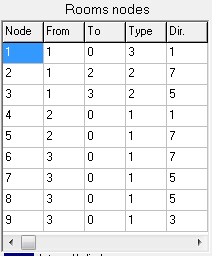 Rooms nodes
Node From To Type Dir.
1 1 0 3 1
2 1 2 2 7
3 1 3 2 5
4 2 0 1 1
5 2 0 1 7
6 3 0 1 7
7 3 0 1 5
8 3 0 1 5
9 3 0 1 3